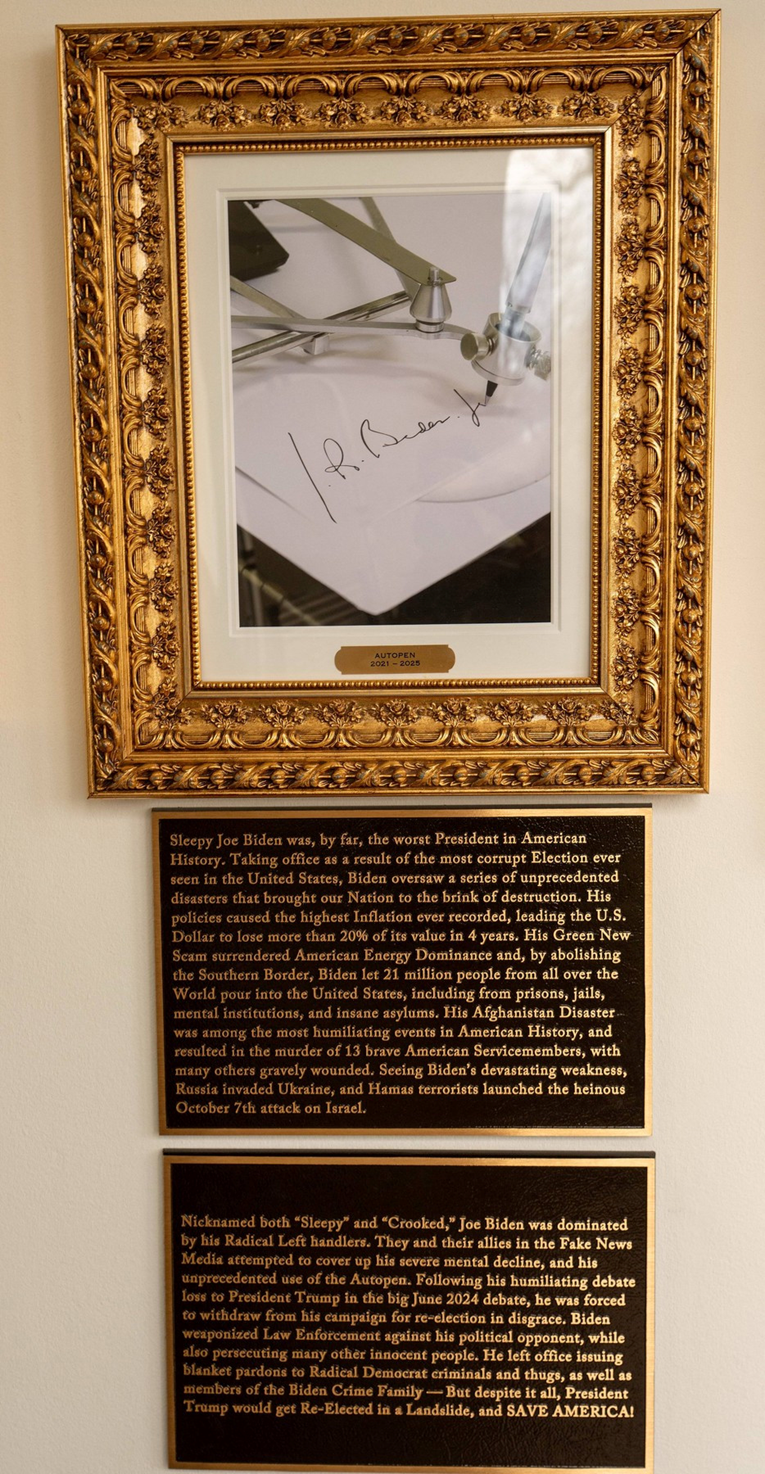 J. R. Biden. Jr
AUTOPEN
2021 – 2025
Sleepy Joe Biden was, by far, the worst President in American
History. Taking office as a result of the most corrupt Election ever
seen in the United States, Biden oversaw a series of unprecedented
disasters that brought our Nation to the brink of destruction. His
policies caused the highest Inflation ever recorded, leading the U.S.
Dollar to lose more than 20% of its value in 4 years. His Green New
Scam surrendered American Energy Dominance and, by abolishing
the Southern Border, Biden let 21 million people from all over the
World pour into the United States, including from prisons, jails,
mental institutions, and insane asylums. His Afghanistan Disaster
was among the most humiliating events in American History, and
resulted in the murder of 13 brave American Servicemembers, with
many others gravely wounded. Seeing Biden's devastating weakness,
Russia invaded Ukraine, and Hamas terrorists launched the heinous
October 7th attack on Israel.
Nicknamed both “Sleepy” and “Crooked,” Joe Biden was dominated
by his Radical Left handlers. They and their allies in the Fake News
Media attempted to cover up his severe mental decline, and his
unprecedented use of the Autopen. Following his humiliating debate
loss to President Trump in the big June 2024 debate, he was forced
to withdraw from his campaign for re-election in disgrace. Biden
weaponized Law Enforcement against his political opponent, while
also persecuting many other innocent people. He left office issuing
blanket pardons to Radical Democrat criminals and thugs, as well as
members of the Biden Crime Family — But despite it all, President
Trump would get Re-Elected in a Landslide, and SAVE AMERICA!